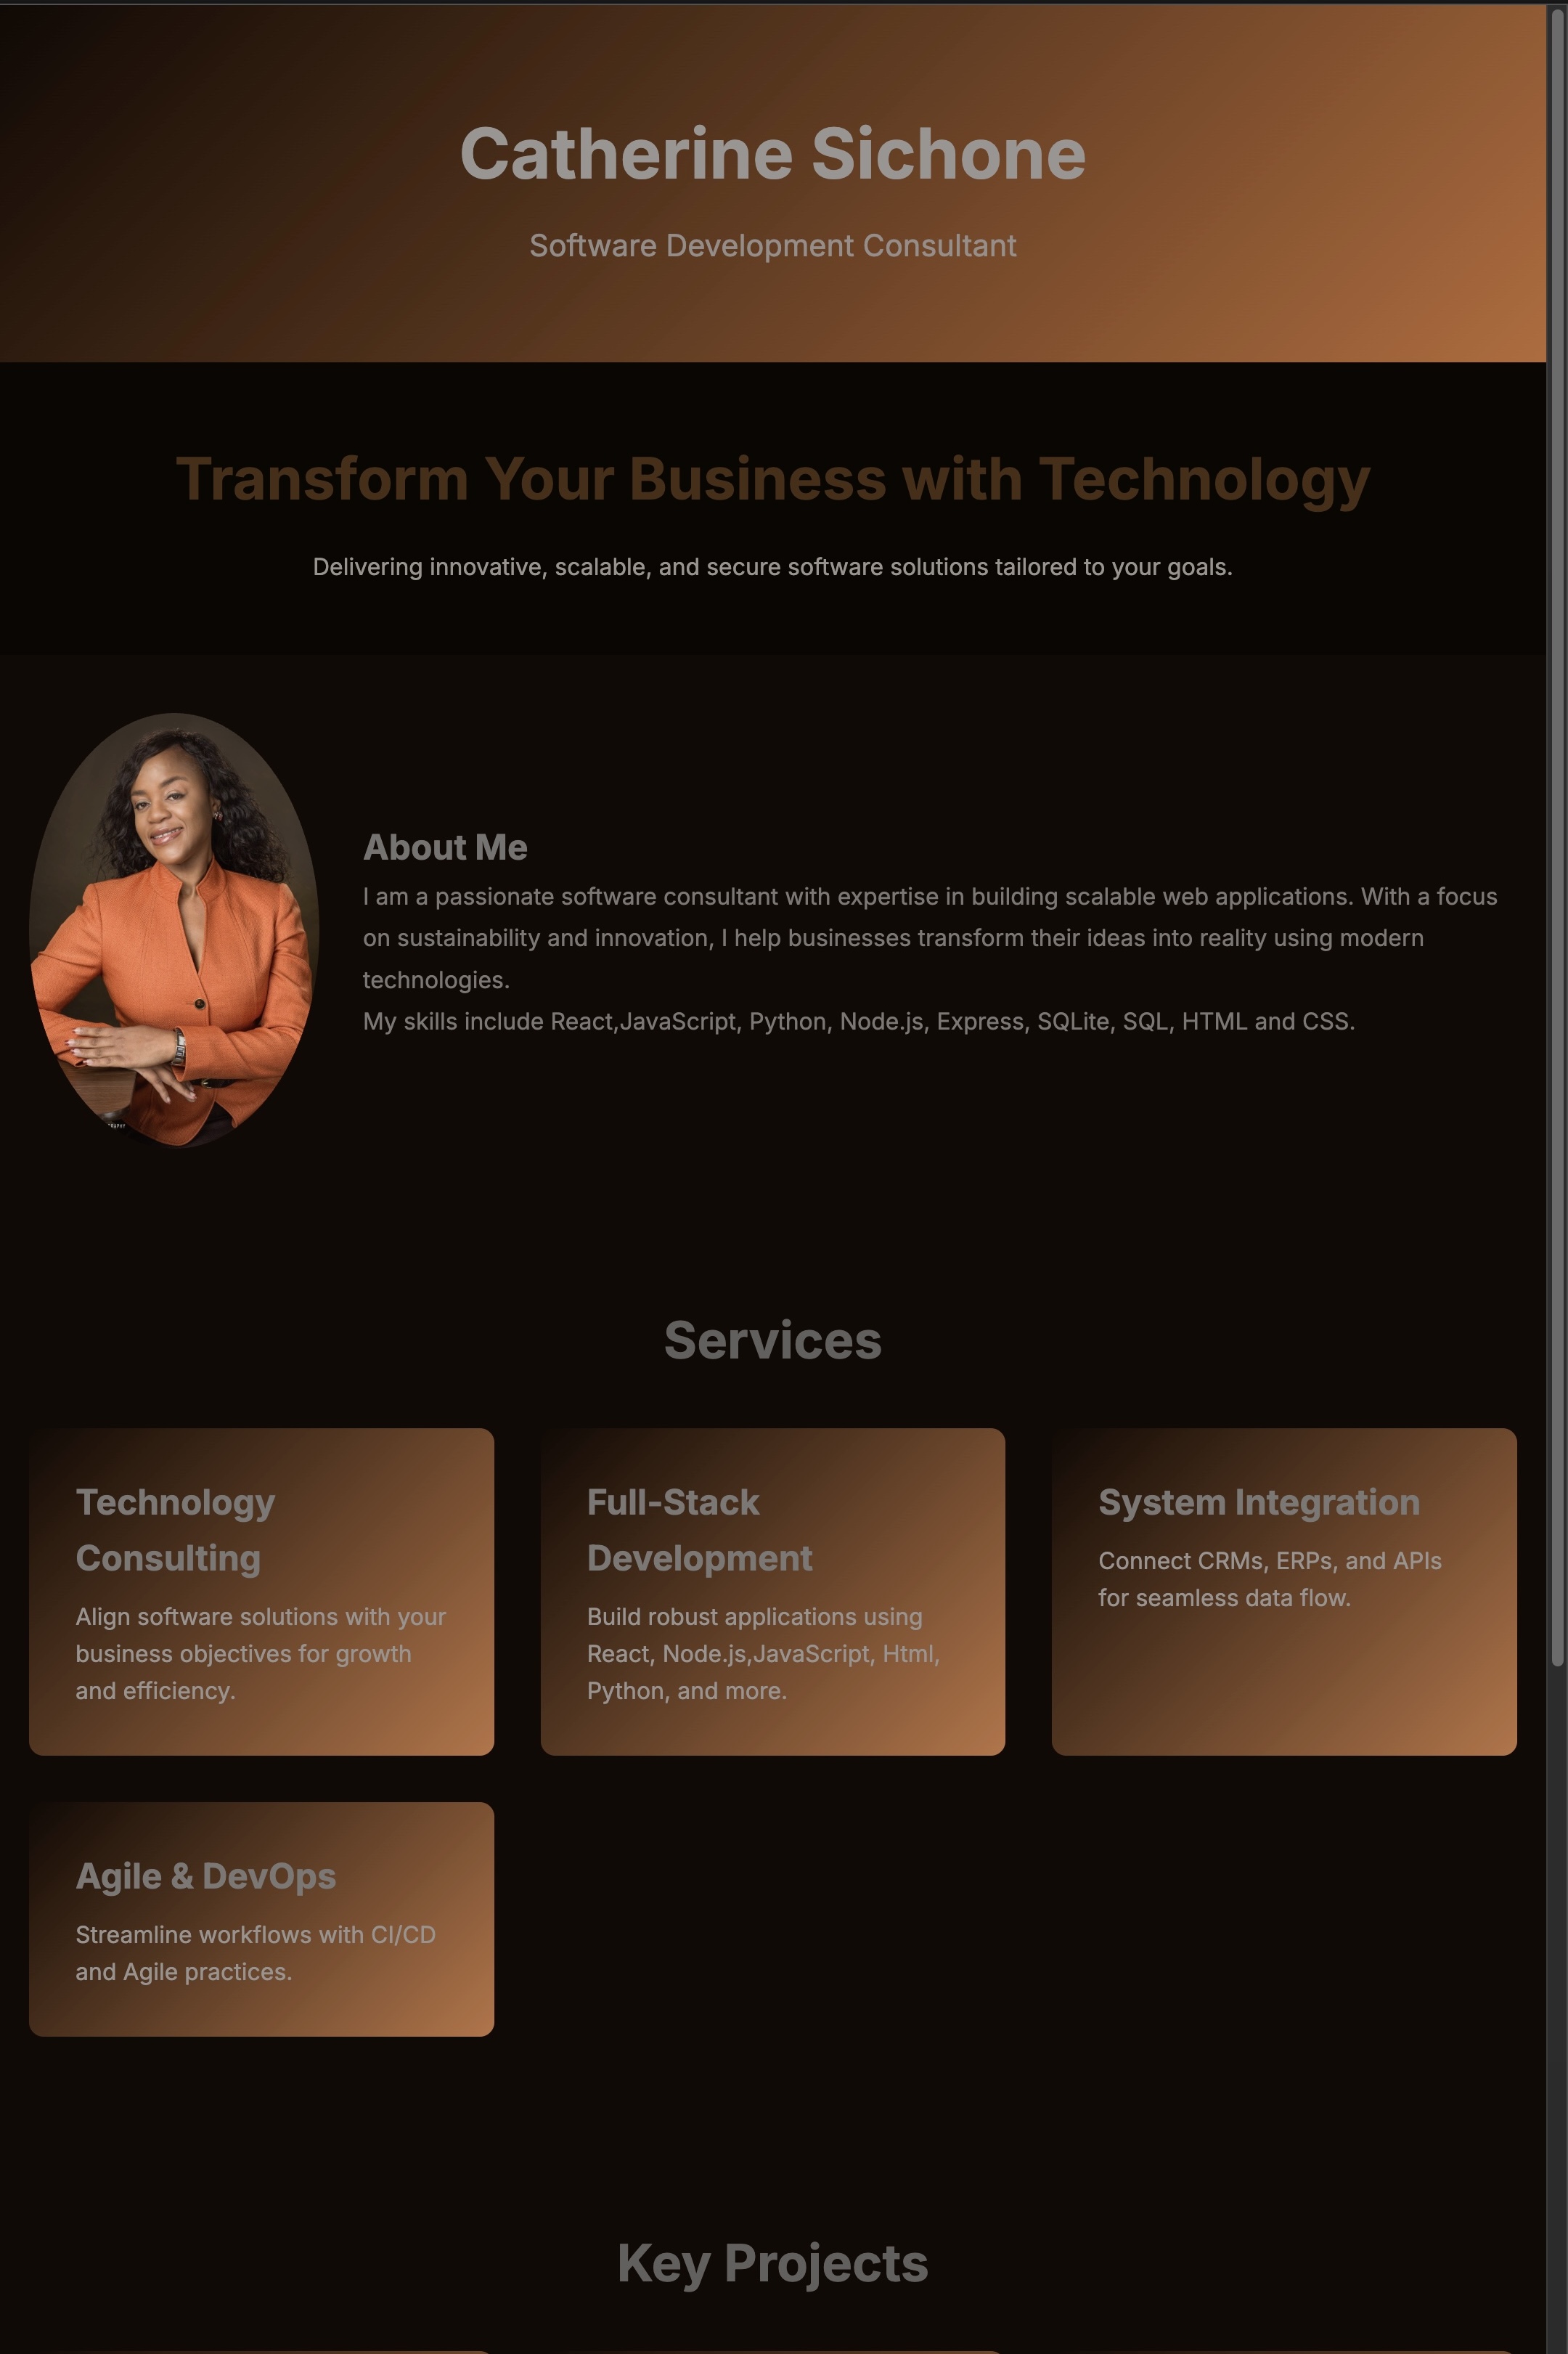 Catherine Sichone
Software Development Consultant
Transform Your Business with Technology
Delivering innovative, scalable, and secure software solutions tailored to your goals.
About Me
I am a passionate software consultant with expertise in building scalable web applications. With a focus
on sustainability and innovation, I help businesses transform their ideas into reality using modern
technologies.
My skills include React,JavaScript, Python, Node.js, Express, SQLite, SQL, HTML and CSS.
Services
Technology
Consulting
Align software solutions with your
business objectives for growth
and efficiency.
Full-Stack
Development
Build robust applications using
React, Node.js,JavaScript, Html,
Python, and more.
System Integration
Connect CRMs, ERPs, and APIs
for seamless data flow.
Agile & DevOps
Streamline workflows with CI/CD
and Agile practices.
Key Projects